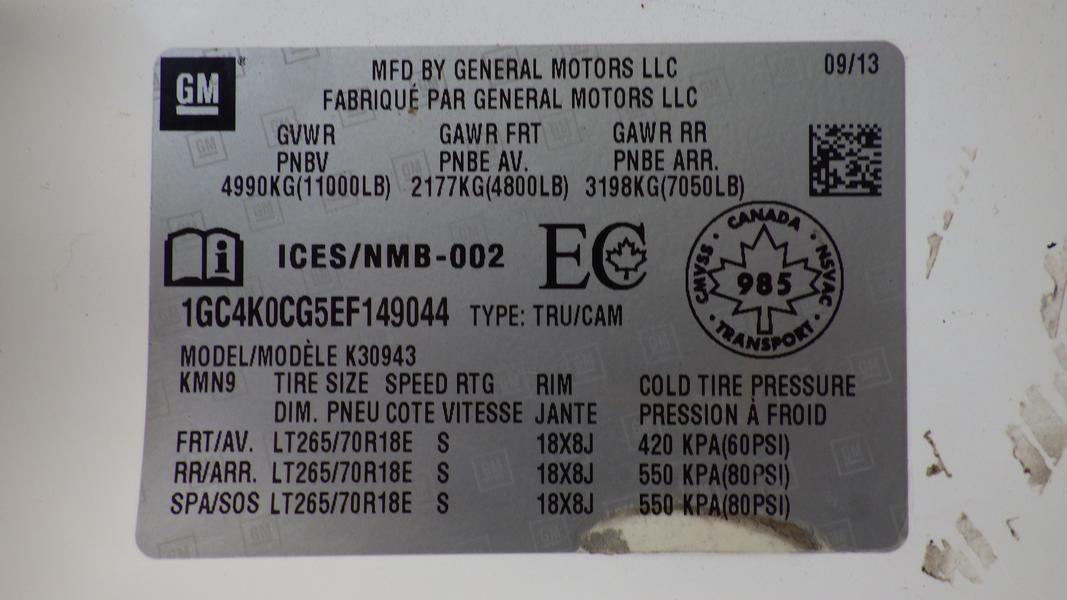 GM
®
MFD BY GENERAL MOTORS LLC
09/13
FABRIQUÉ PAR GENERAL MOTORS LLC
GVWR GAWR FRT GAWR RR
PNBV PNBE AV. PNBE ARR.
4990KG(11000LB) 2177KG(4800LB) 3198KG(7050LB)
i ICES/NMB-002 EC
CANADA · NSVAC · TRANSPORT · CMVSS ·
985
1GC4K0CG5EF149044 TYPE: TRU/CAM
MODEL/MODÈLE K30943
KMN9 TIRE SIZE SPEED RTG RIM COLD TIRE PRESSURE
DIM. PNEU COTE VITESSE JANTE PRESSION À FROID
FRT/AV. LT265/70R18E S 18X8J 420 KPA(60PSI)
RR/ARR. LT265/70R18E S 18X8J 550 KPA(80PSI)
SPA/SOS LT265/70R18E S 18X8J 550 KPA(80PSI)